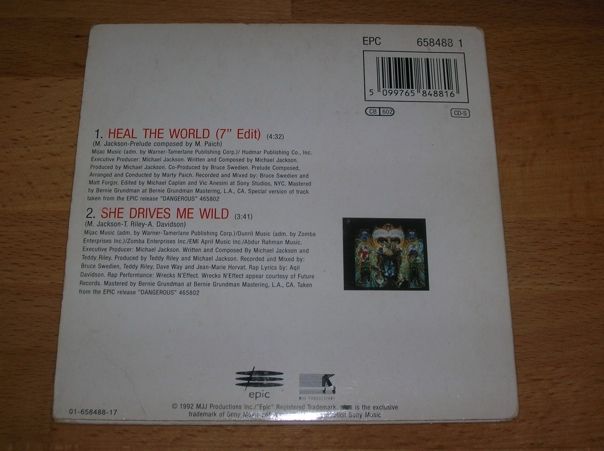 EPC 658488 1
5 099765 848816
CB 802 CD-S
1. HEAL THE WORLD (7" Edit) (4:32)
(M. Jackson-Prelude composed by M. Paich)
Mijac Music (adm. by Warner-Tamerlane Publishing Corp.)/ Hudmar Publishing Co., Inc.
Executive Producer: Michael Jackson. Written and Composed by Michael Jackson.
Produced by Michael Jackson. Co-Produced by Bruce Swedien. Prelude Composed,
Arranged and Conducted by Marty Paich. Recorded and Mixed by: Bruce Swedien and
Matt Forger. Edited by Michael Caplan and Vic Anesini at Sony Studios, NYC. Mastered
by Bernie Grundman at Bernie Grundman Mastering, L.A., CA. Special version of track
taken from the EPIC release "DANGEROUS" 465802
2. SHE DRIVES ME WILD (3:41)
(M. Jackson-T. Riley-A. Davidson)
Mijac Music (adm. by Warner-Tamerlane Publishing Corp.)/Donril Music (adm. by Zomba
Enterprises Inc.)/Zomba Enterprises Inc./EMI April Music Inc./Abdur Rahman Music.
Executive Producer: Michael Jackson. Written and Composed By Michael Jackson and
Teddy Riley. Produced by Teddy Riley and Michael Jackson. Recorded and Mixed by:
Bruce Swedien, Teddy Riley, Dave Way and Jean-Marie Horvat. Rap Lyrics by: Aqil
Davidson. Rap Performance: Wrecks N'Effect. Wrecks N'Effect appear courtesy of Future
Records. Mastered by Bernie Grundman at Bernie Grundman Mastering, L.A., CA. Taken
from the EPIC release "DANGEROUS" 465802
epic
MJJ PRODUCTIONS
© 1992 MJJ Productions Inc./"Epic" Registered Trademark. is the exclusive
trademark of Sony Music Sony Music
01-658488-17